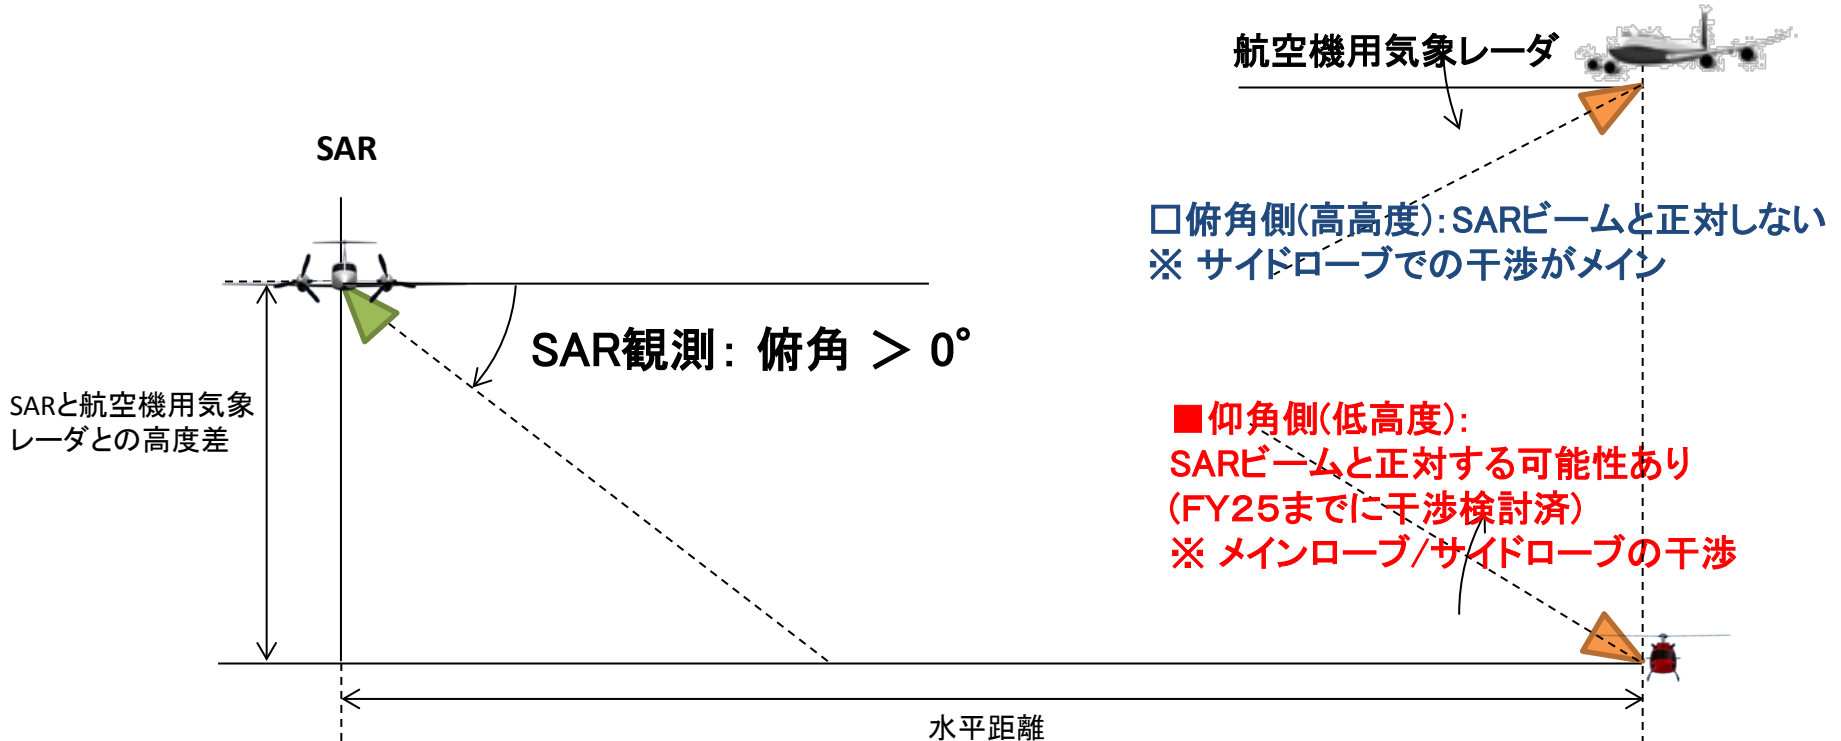 航空機用気象レーダ
SAR
□俯角側(高高度):SARビームと正対しない
※ サイドローブでの干渉がメイン
SAR観測: 俯角 ＞ 0°
SARと航空機用気象
レーダとの高度差
■仰角側(低高度):
SARビームと正対する可能性あり
(FY25までに干渉検討済)
※ メインローブ/サイドローブの干渉
水平距離